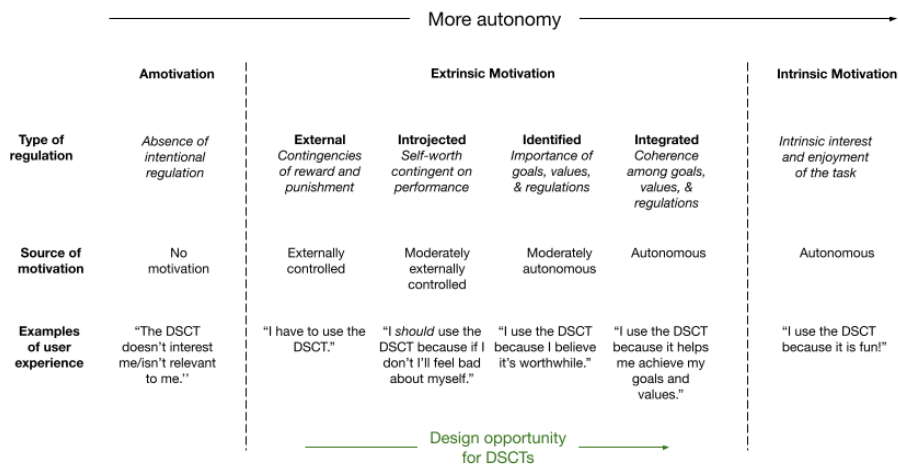 More autonomy
Amotivation
Extrinsic Motivation
Intrinsic Motivation
Type of
regulation
Absence of
intentional
regulation
External
Contingencies
of reward and
punishment
Introjected
Self-worth
contingent on
performance
Identified
Importance of
goals, values,
& regulations
Integrated
Coherence
among goals,
values, &
regulations
Intrinsic interest
and enjoyment
of the task
Source of
motivation
No
motivation
Externally
controlled
Moderately
externally
controlled
Moderately
autonomous
Autonomous
Autonomous
Examples
of user
experience
“The DSCT
doesn’t interest
me/isn’t relevant
to me.’’
“I have to use the
DSCT.”
“I should use the
DSCT because if I
don’t I’ll feel bad
about myself.”
“I use the DSCT
because I believe
it’s worthwhile.”
“I use the DSCT
because it helps
me achieve my
goals and
values.”
“I use the DSCT
because it is fun!”
Design opportunity
for DSCTs